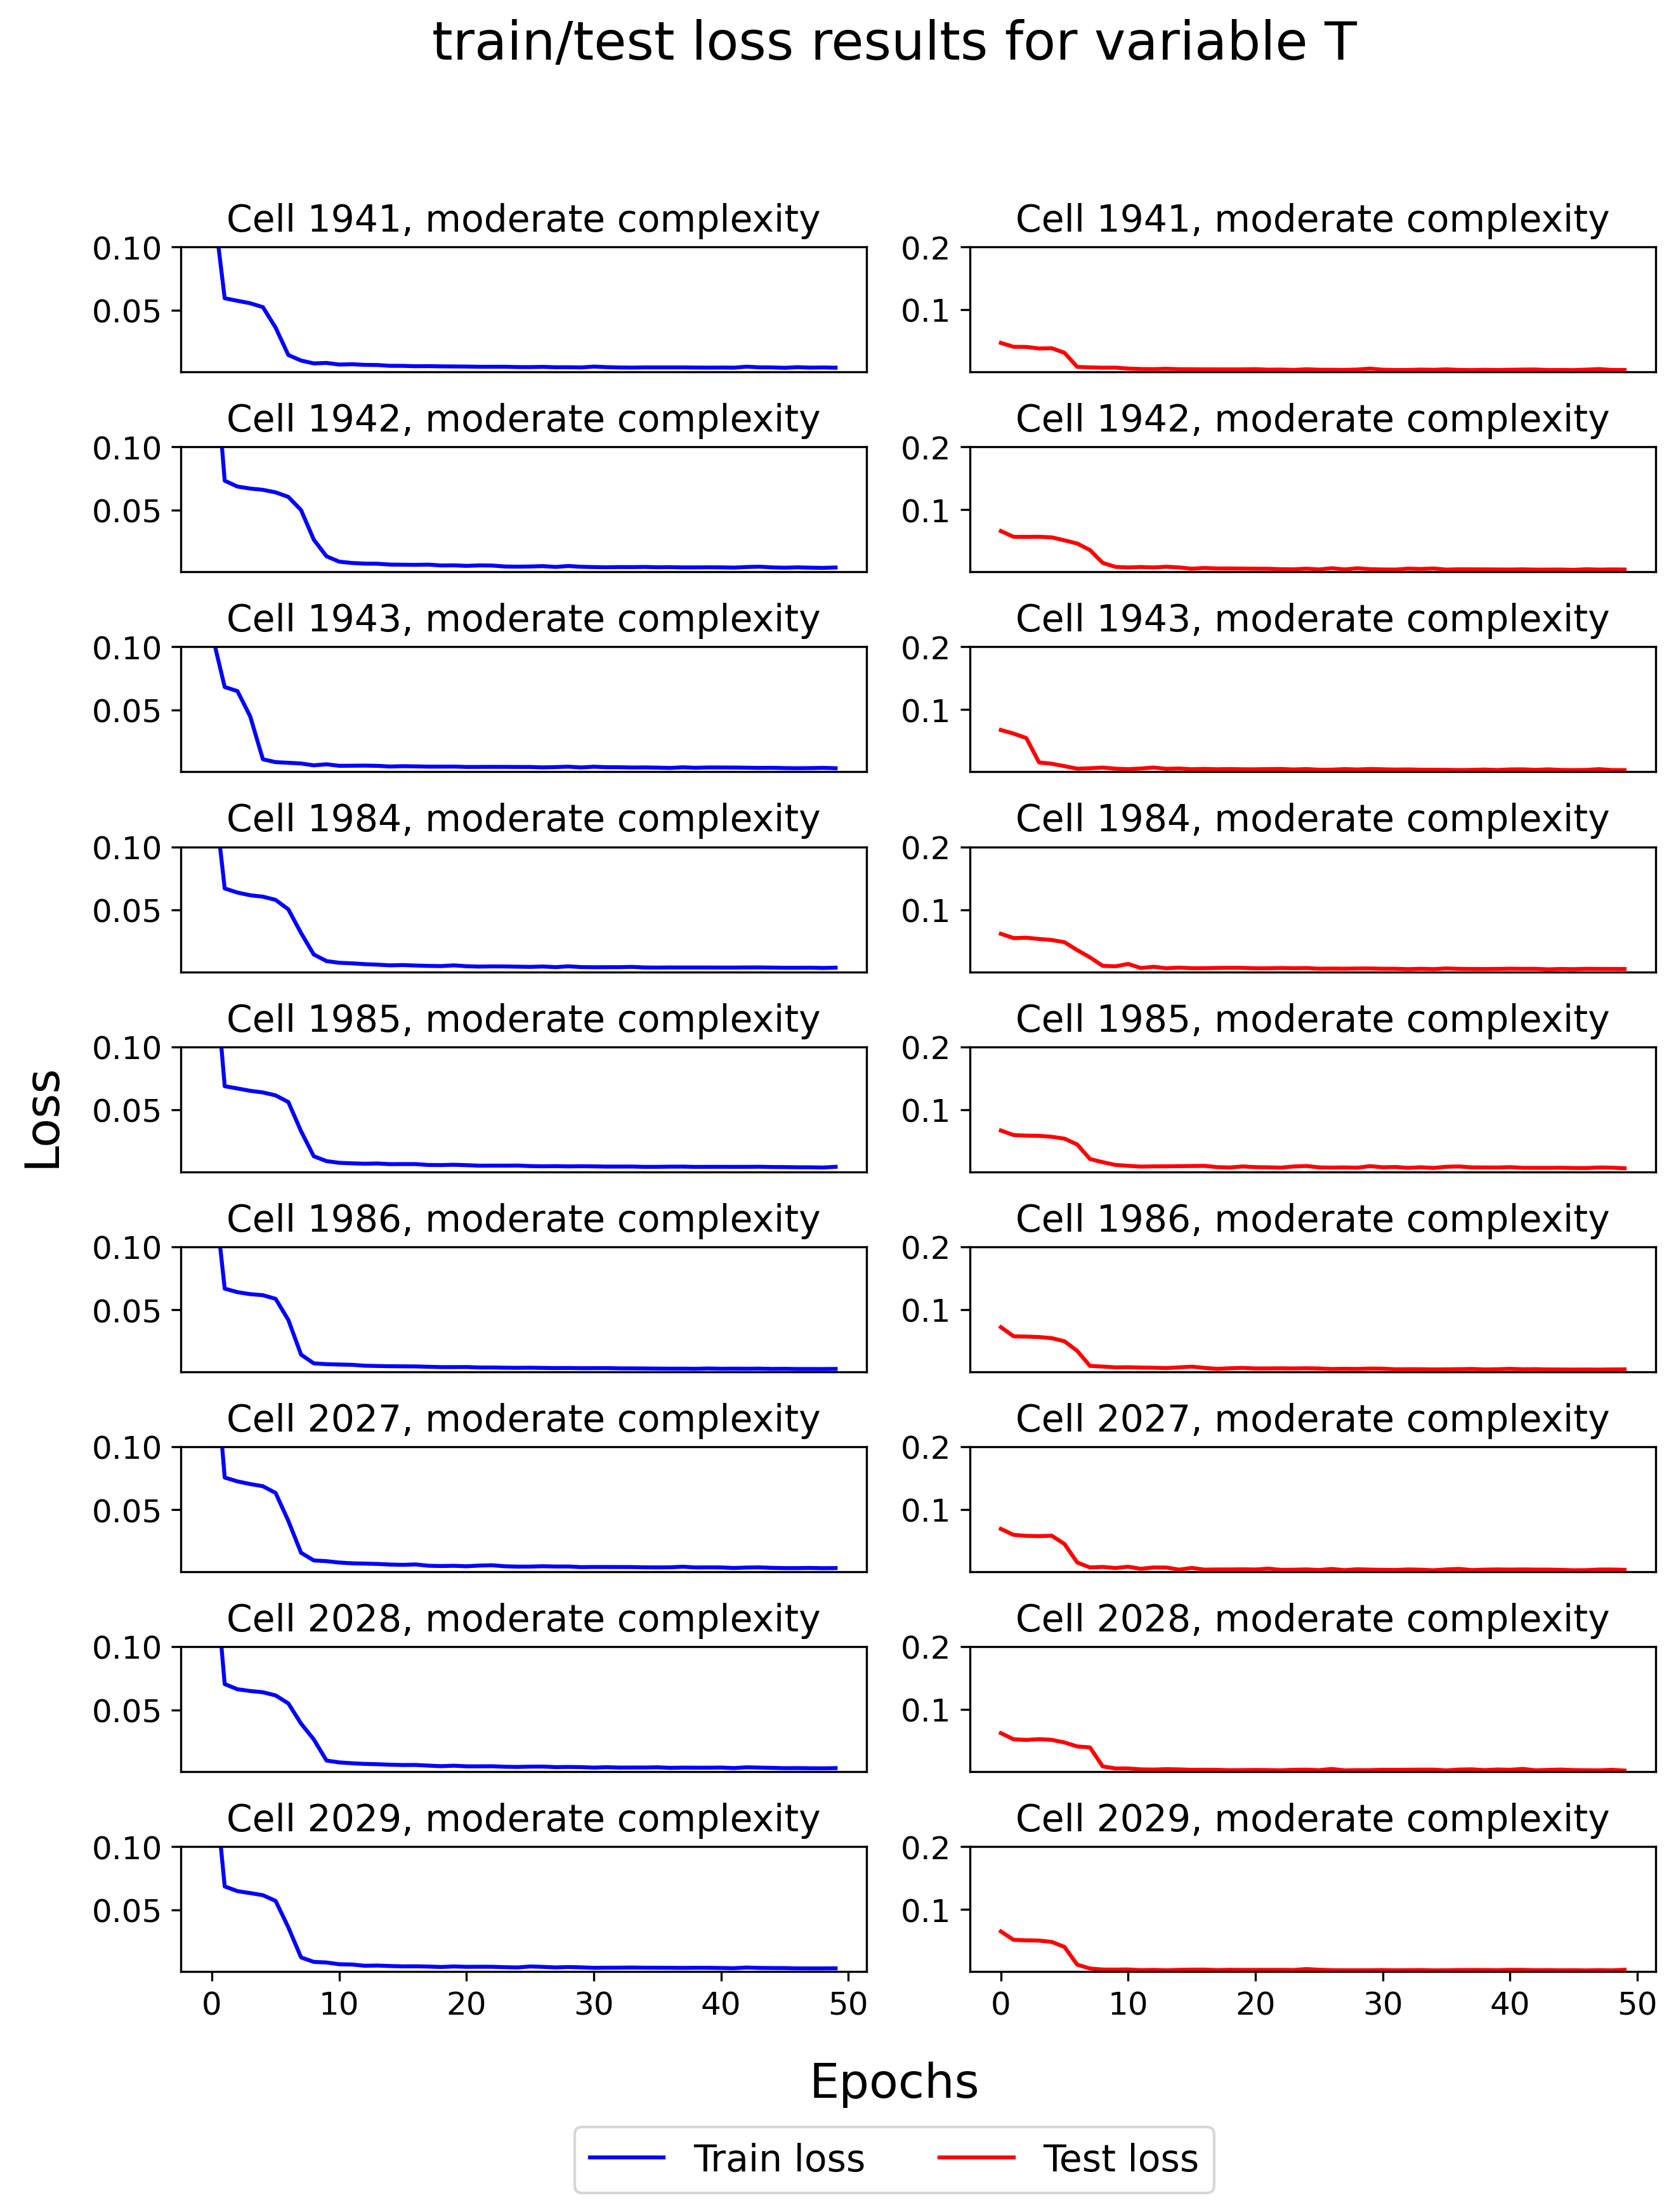 train/test loss results for variable T
Cell 1941, moderate complexity
Cell 1941, moderate complexity
0.10
0.05
0.2
0.1
Cell 1942, moderate complexity
Cell 1942, moderate complexity
0.10
0.05
0.2
0.1
Cell 1943, moderate complexity
Cell 1943, moderate complexity
0.10
0.05
0.2
0.1
Cell 1984, moderate complexity
Cell 1984, moderate complexity
0.10
0.05
0.2
0.1
Cell 1985, moderate complexity
Cell 1985, moderate complexity
0.10
0.05
0.2
0.1
Loss
Cell 1986, moderate complexity
Cell 1986, moderate complexity
0.10
0.05
0.2
0.1
Cell 2027, moderate complexity
Cell 2027, moderate complexity
0.10
0.05
0.2
0.1
Cell 2028, moderate complexity
Cell 2028, moderate complexity
0.10
0.05
0.2
0.1
Cell 2029, moderate complexity
Cell 2029, moderate complexity
0.10
0.05
0.2
0.1
0 10 20 30 40 50
0 10 20 30 40 50
Epochs
Train loss
Test loss